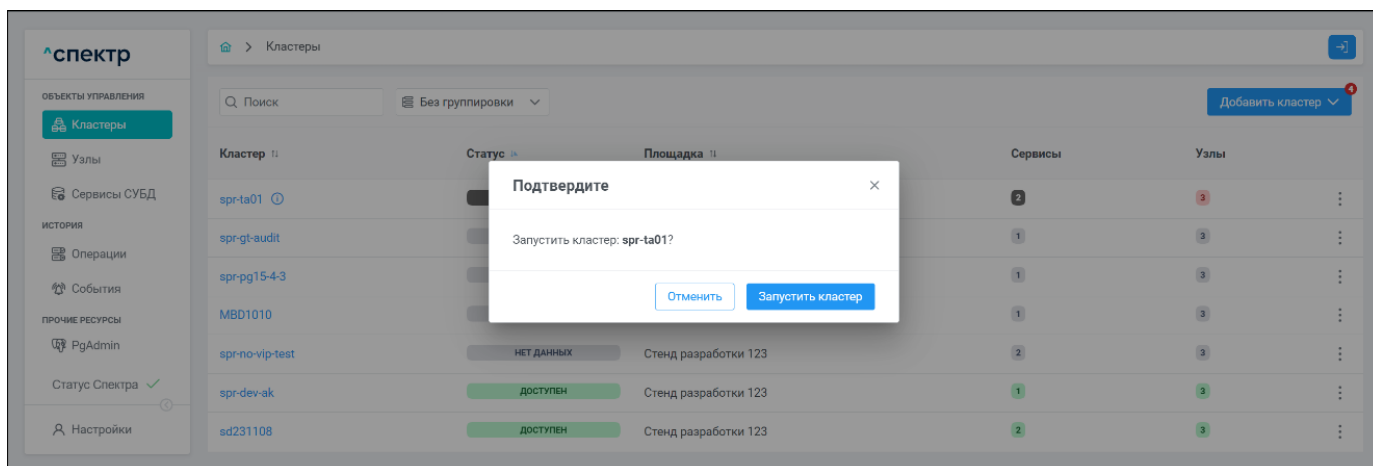 ^спектр
Кластеры
ОБЪЕКТЫ УПРАВЛЕНИЯ
Кластеры
Узлы
Сервисы СУБД
ИСТОРИЯ
Операции
События
ПРОЧИЕ РЕСУРСЫ
PgAdmin
Статус Спектра
Настройки
Поиск
Без группировки
Добавить кластер
4
Кластер Статус Площадка Сервисы Узлы
spr-ta01 2 3
spr-gt-audit 1 3
spr-pg15-4-3 1 3
MBD1010 1 3
spr-no-vip-test НЕТ ДАННЫХ Стенд разработки 123 2 3
spr-dev-ak ДОСТУПЕН Стенд разработки 123 1 3
sd231108 ДОСТУПЕН Стенд разработки 123 2 3
Подтвердите
Запустить кластер: spr-ta01?
Отменить Запустить кластер